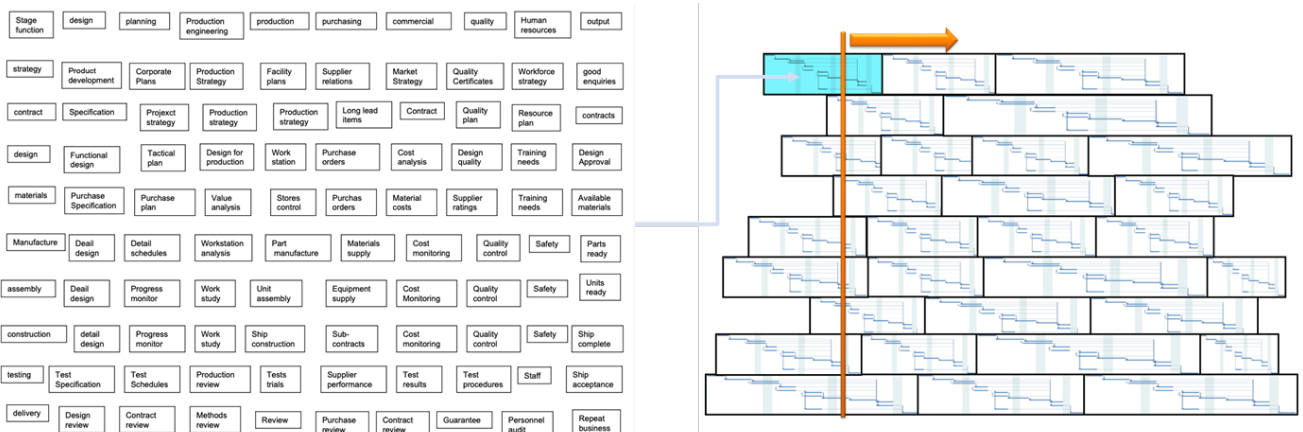 Stage function design planning Production engineering production purchasing commercial quality Human resources output
strategy Product development Corporate Plans Production Strategy Facility plans Supplier relations Market Strategy Quality Certificates Workforce strategy good enquiries
contract Specification Projexct strategy Production strategy Production strategy Long lead items Contract Quality plan Resource plan contracts
design Functional design Tactical plan Design for production Work station Purchase orders Cost analysis Design quality Training needs Design Approval
materials Purchase Specification Purchase plan Value analysis Stores control Purchas orders Material costs Supplier ratings Training needs Available materials
Manufacture Deail design Detail schedules Workstation analysis Part manufacture Materials supply Cost monitoring Quality control Safety Parts ready
assembly Deail design Progress monitor Work study Unit assembly Equipment supply Cost Monitoring Quality control Safety Units ready
construction detail design Progress monitor Work study Ship construction Sub-contracts Cost monitoring Quality control Safety Ship complete
testing Test Specification Test Schedules Production review Tests trials Supplier performance Test results Test procedures Staff Ship acceptance
delivery Design review Contract review Methods review Review Purchase review Contract review Guarantee Personnel audit Repeat business